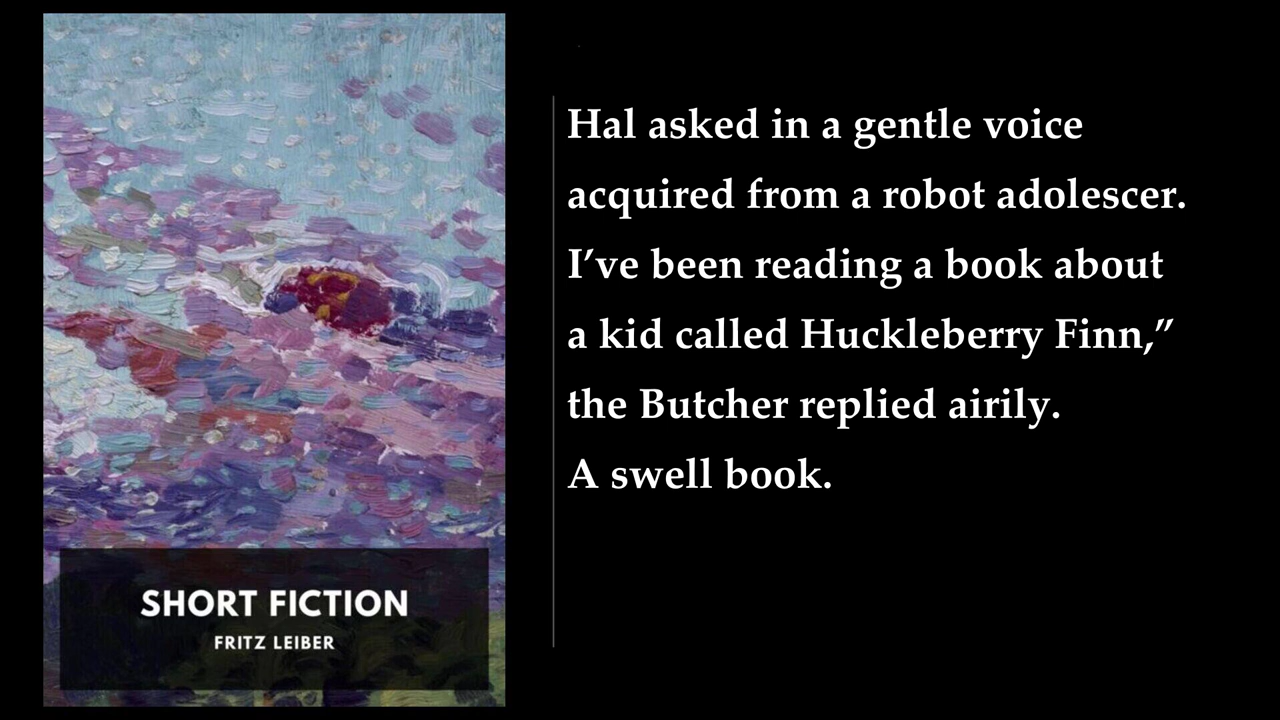 SHORT FICTION
FRITZ LEIBER
Hal asked in a gentle voice
acquired from a robot adolescer.
I’ve been reading a book about
a kid called Huckleberry Finn,”
the Butcher replied airily.
A swell book.